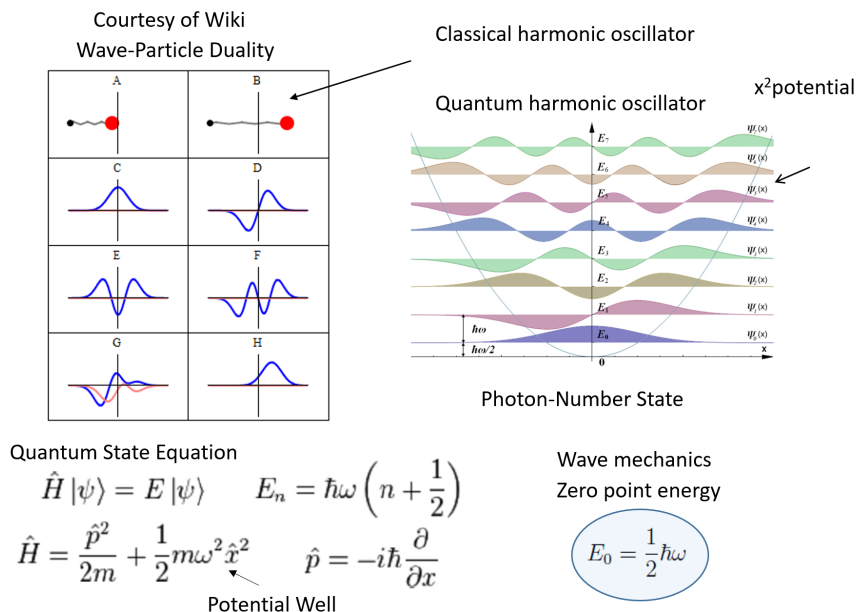 Courtesy of Wiki
Wave-Particle Duality
Classical harmonic oscillator
x²potential
Quantum harmonic oscillator
A
B
C
D
E
F
G
H
E₇
ψ₇(x)
E₆
ψ₆(x)
E₅
ψ₅(x)
E₄
ψ₄(x)
E₃
ψ₃(x)
E₂
ψ₂(x)
E₁
ψ₁(x)
ħω
E₀
ψ₀(x)
ħω/2
x
0
Photon-Number State
Quantum State Equation
Ĥ |ψ⟩ = E |ψ⟩
Eₙ = ħω (n + 1/2)
Ĥ = p̂²/2m + 1/2 mω²x̂²
p̂ = −iħ ∂/∂x
Potential Well
Wave mechanics
Zero point energy
E₀ = 1/2 ħω